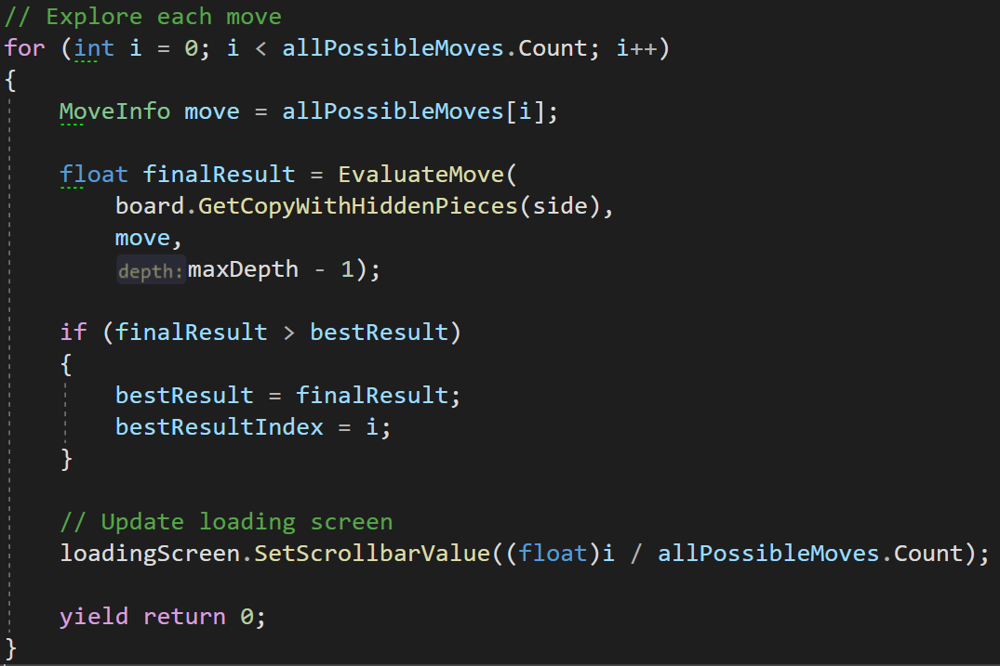 // Explore each move
for (int i = 0; i < allPossibleMoves.Count; i++)
{
MoveInfo move = allPossibleMoves[i];
float finalResult = EvaluateMove(
board.GetCopyWithHiddenPieces(side),
move,
depth: maxDepth - 1);
if (finalResult > bestResult)
{
bestResult = finalResult;
bestResultIndex = i;
}
// Update loading screen
loadingScreen.SetScrollbarValue((float)i / allPossibleMoves.Count);
yield return 0;
}